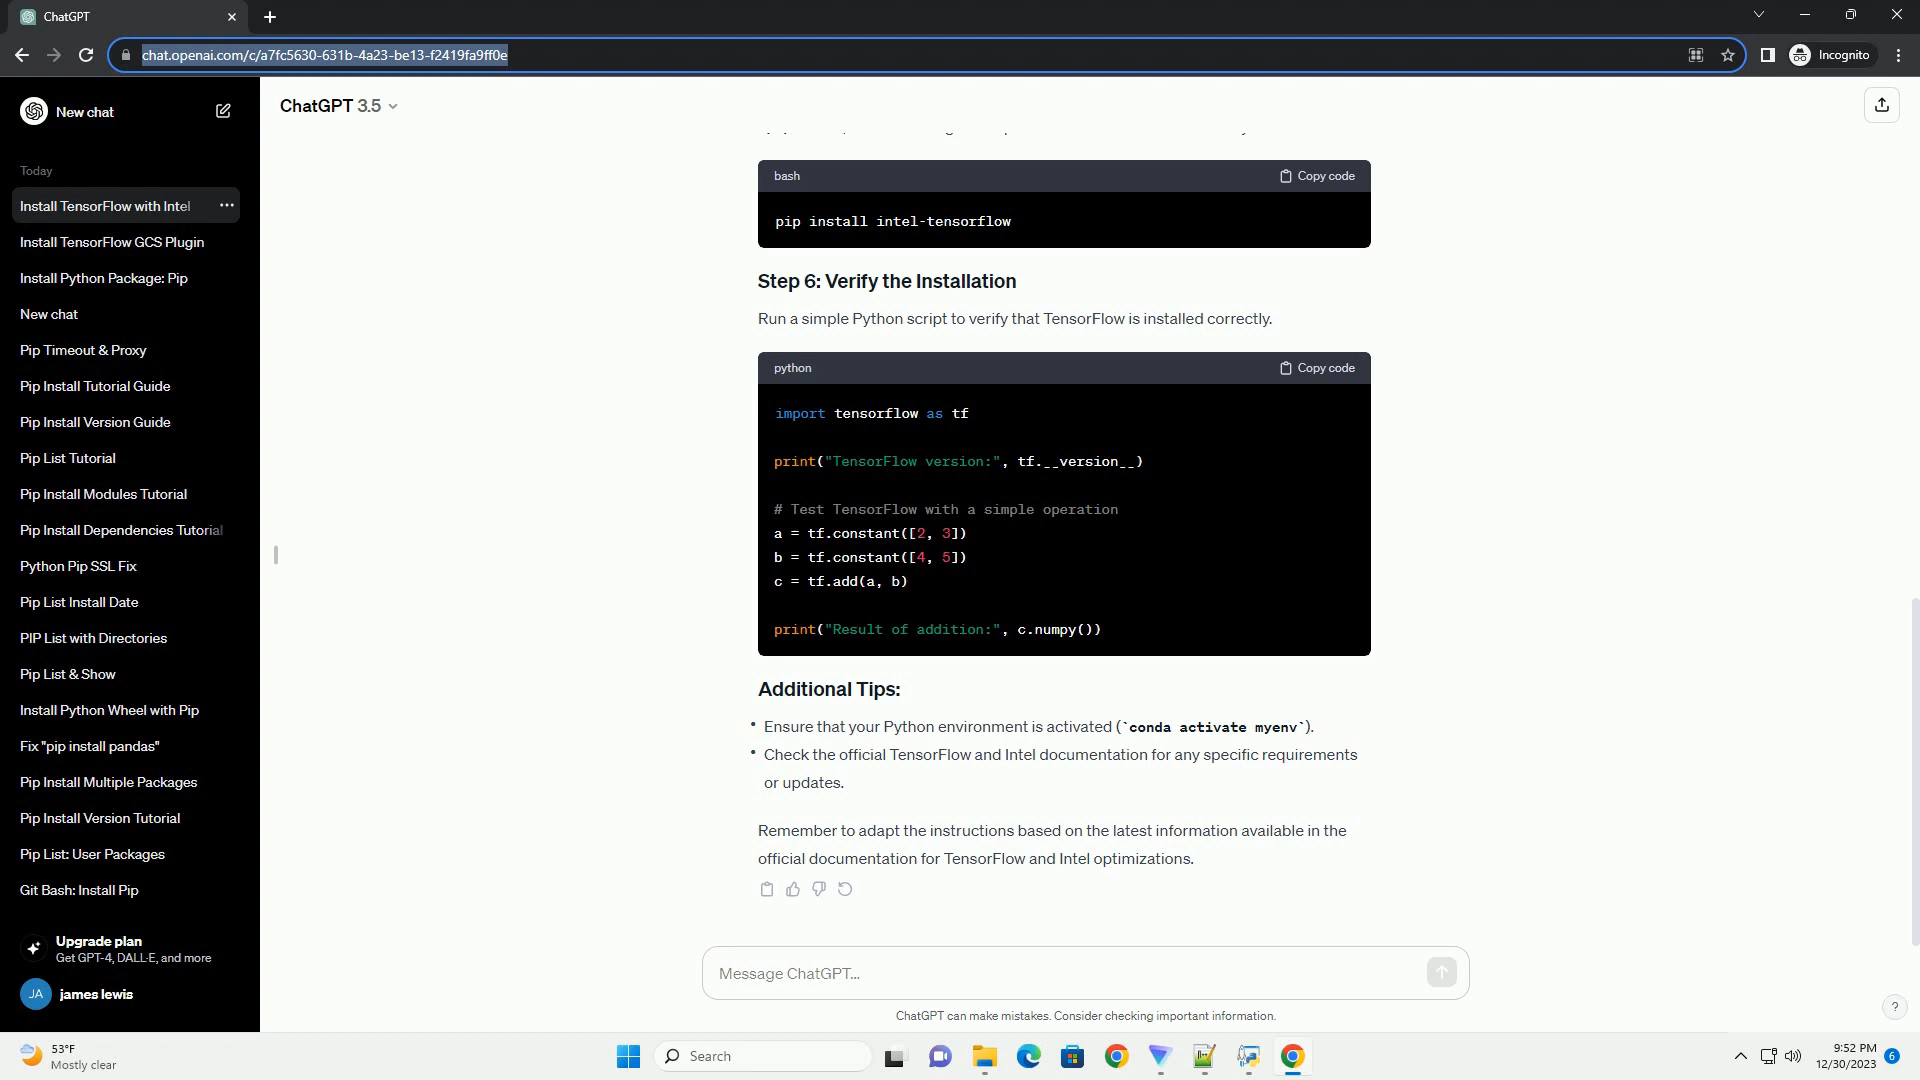 ChatGPT
chat.openai.com/c/a7fc5630-631b-4a23-be13-f2419fa9ff0e
Incognito
New chat
Today
Install TensorFlow with Intel
Install TensorFlow GCS Plugin
Install Python Package: Pip
New chat
Pip Timeout & Proxy
Pip Install Tutorial Guide
Pip Install Version Guide
Pip List Tutorial
Pip Install Modules Tutorial
Pip Install Dependencies Tutorial
Python Pip SSL Fix
Pip List Install Date
PIP List with Directories
Pip List & Show
Install Python Wheel with Pip
Fix "pip install pandas"
Pip Install Multiple Packages
Pip Install Version Tutorial
Pip List: User Packages
Git Bash: Install Pip
Upgrade plan
Get GPT-4, DALL·E, and more
JA james lewis
ChatGPT 3.5
bash Copy code
pip install intel-tensorflow
Step 6: Verify the Installation
Run a simple Python script to verify that TensorFlow is installed correctly.
python Copy code
import tensorflow as tf
print("TensorFlow version:", tf.__version__)
# Test TensorFlow with a simple operation
a = tf.constant([2, 3])
b = tf.constant([4, 5])
c = tf.add(a, b)
print("Result of addition:", c.numpy())
Additional Tips:
• Ensure that your Python environment is activated (`conda activate myenv`).
• Check the official TensorFlow and Intel documentation for any specific requirements
or updates.
Remember to adapt the instructions based on the latest information available in the
official documentation for TensorFlow and Intel optimizations.
Message ChatGPT...
ChatGPT can make mistakes. Consider checking important information.
?
53°F
Mostly clear
Search
9:52 PM
12/30/2023
6